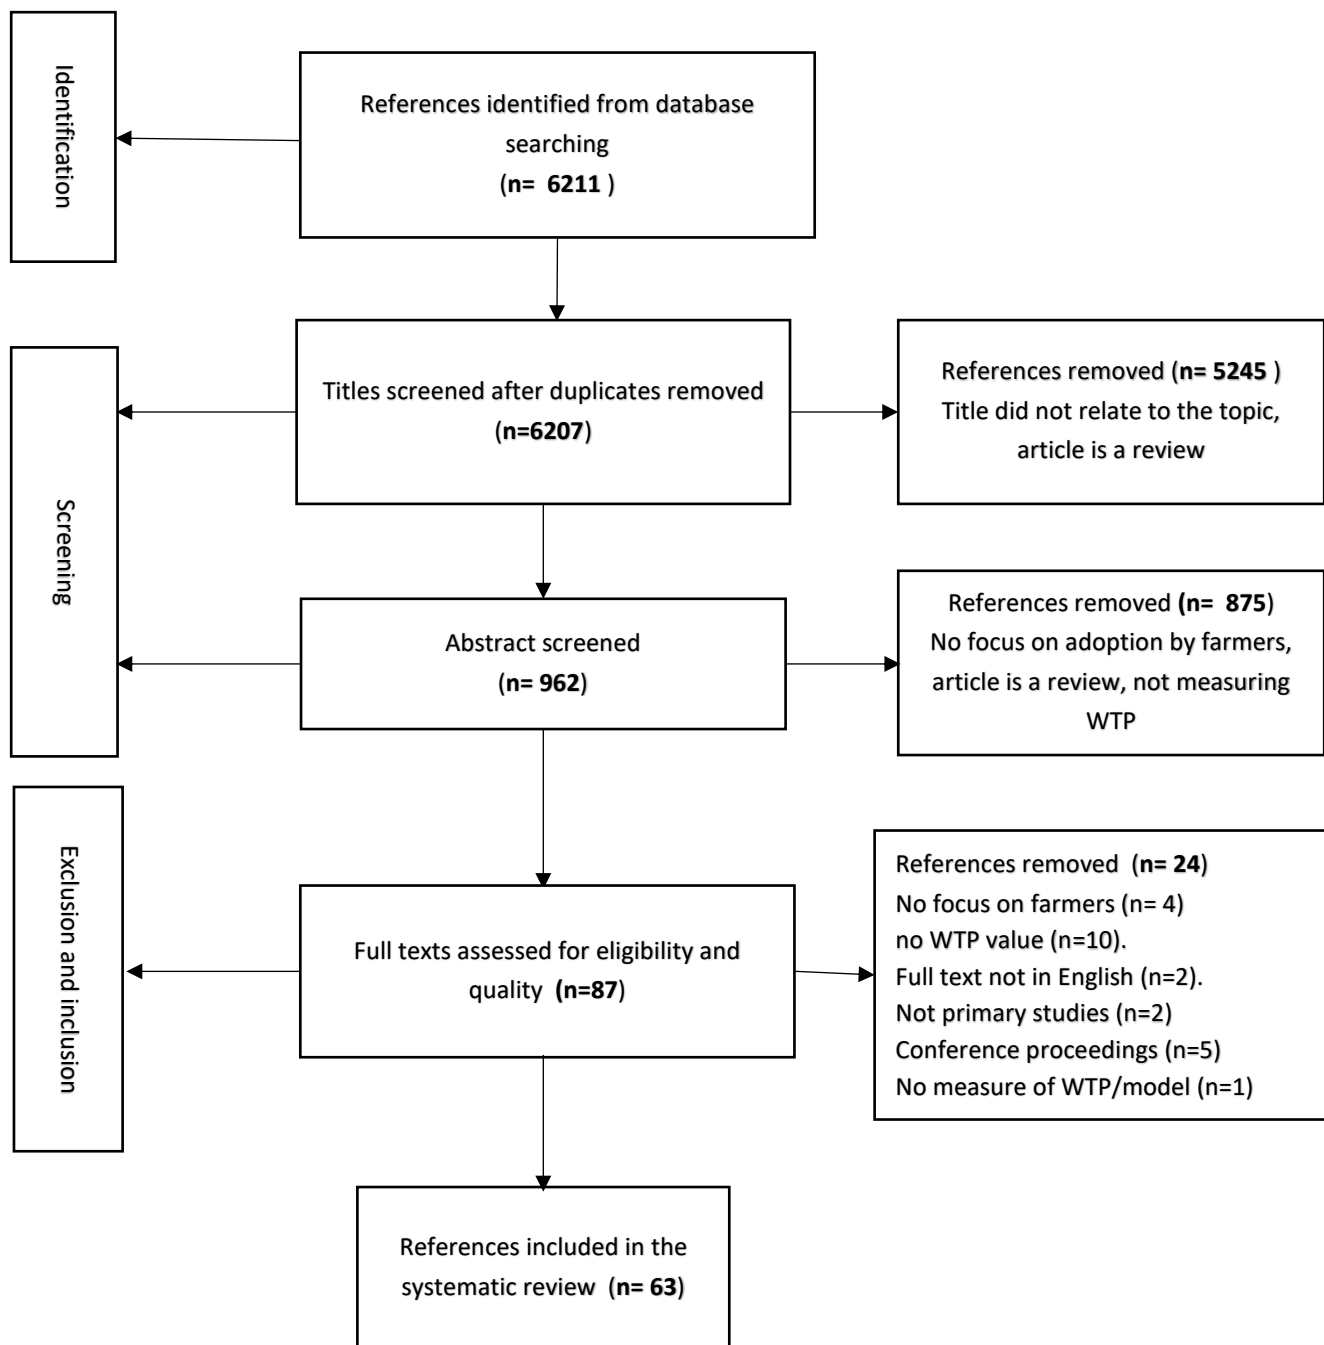 Identification
References identified from database
searching
(n=  6211 )
Screening
Titles screened after duplicates removed
(n=6207)
References removed (n= 5245 )
Title did not relate to the topic,
article is a review
Abstract screened
(n= 962)
References removed (n=  875)
No focus on adoption by farmers,
article is a review, not measuring
WTP
Exclusion and inclusion
Full texts assessed for eligibility and
quality  (n=87)
References removed  (n= 24)
No focus on farmers (n= 4)
no WTP value (n=10).
Full text not in English (n=2).
Not primary studies (n=2)
Conference proceedings (n=5)
No measure of WTP/model (n=1)
References included in the
systematic review  (n= 63)